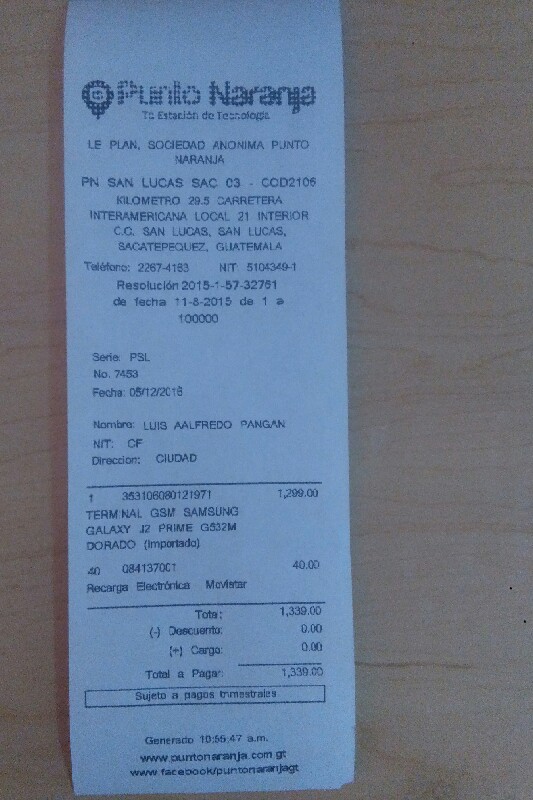 Punto Naranja
Tu Estación de Tecnología
LE PLAN, SOCIEDAD ANONIMA PUNTO
NARANJA
PN SAN LUCAS SAC 03 - COD2106
KILOMETRO 29.5 CARRETERA
INTERAMERICANA LOCAL 21 INTERIOR
C.C. SAN LUCAS, SAN LUCAS,
SACATEPEQUEZ, GUATEMALA
Teléfono: 2267-4183 NIT 5104349-1
Resolución 2015-1-57-32761
de fecha 11-8-2015 de 1 a
100000
Serie: PSL
No. 7453
Fecha: 05/12/2016
Nombre: LUIS AALFREDO PANGAN
NIT: CF
Direccion: CIUDAD
1 353106080121971 1,299.00
TERMINAL GSM SAMSUNG
GALAXY J2 PRIME G532M
DORADO (Importado)
40 084137001 40.00
Recarga Electrónica Movistar
Total: 1,339.00
(-) Descuento: 0.00
(+) Cargo: 0.00
Total a Pagar: 1,339.00
Sujeto a pagos trimestrales
Generado 10:55:47 a.m.
www.puntonaranja.com.gt
www.facebook/puntonaranjagt